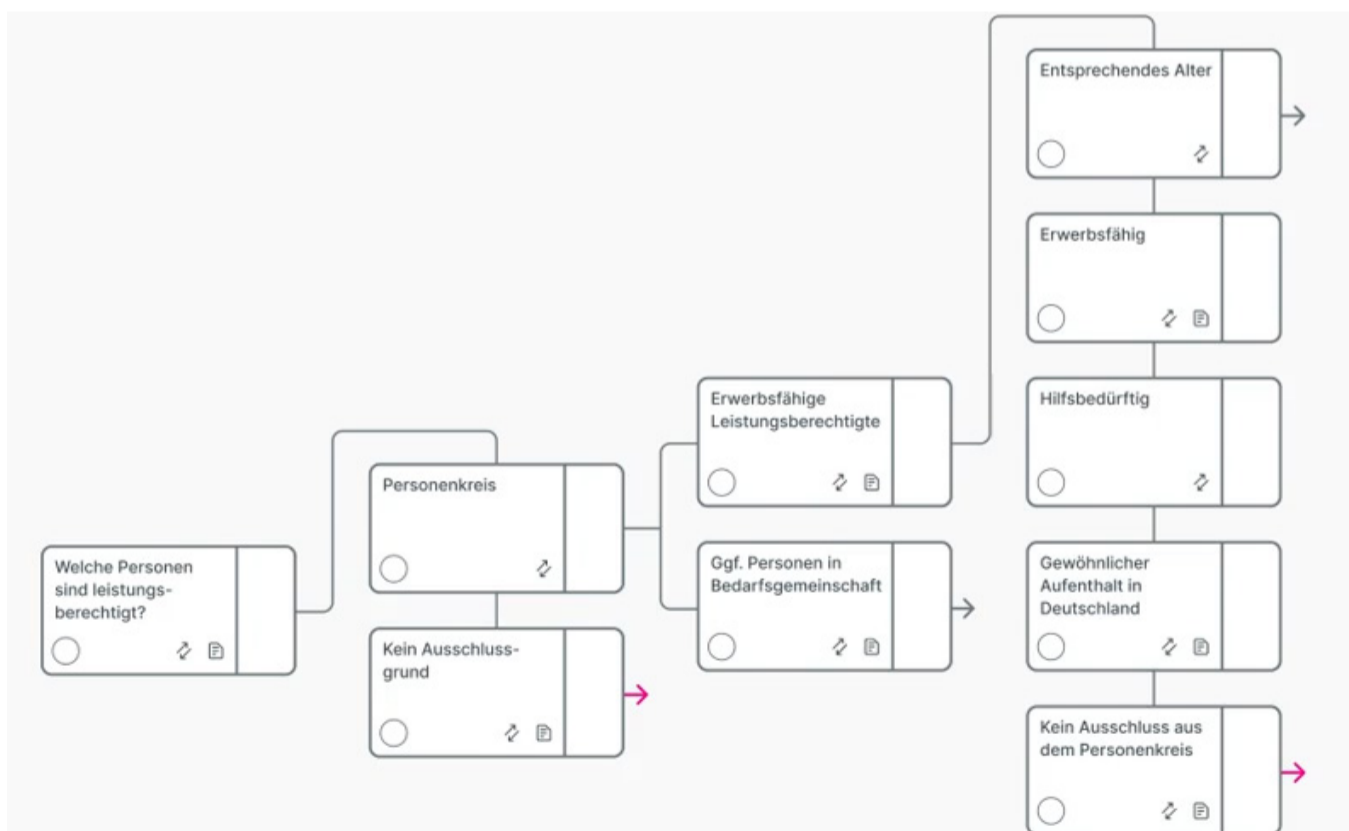 Welche Personen
sind leistungs-
berechtigt?
Personenkreis
Kein Ausschluss-
grund
Erwerbsfähige
Leistungsberechtigte
Ggf. Personen in
Bedarfsgemeinschaft
Entsprechendes Alter
Erwerbsfähig
Hilfsbedürftig
Gewöhnlicher
Aufenthalt in
Deutschland
Kein Ausschluss aus
dem Personenkreis